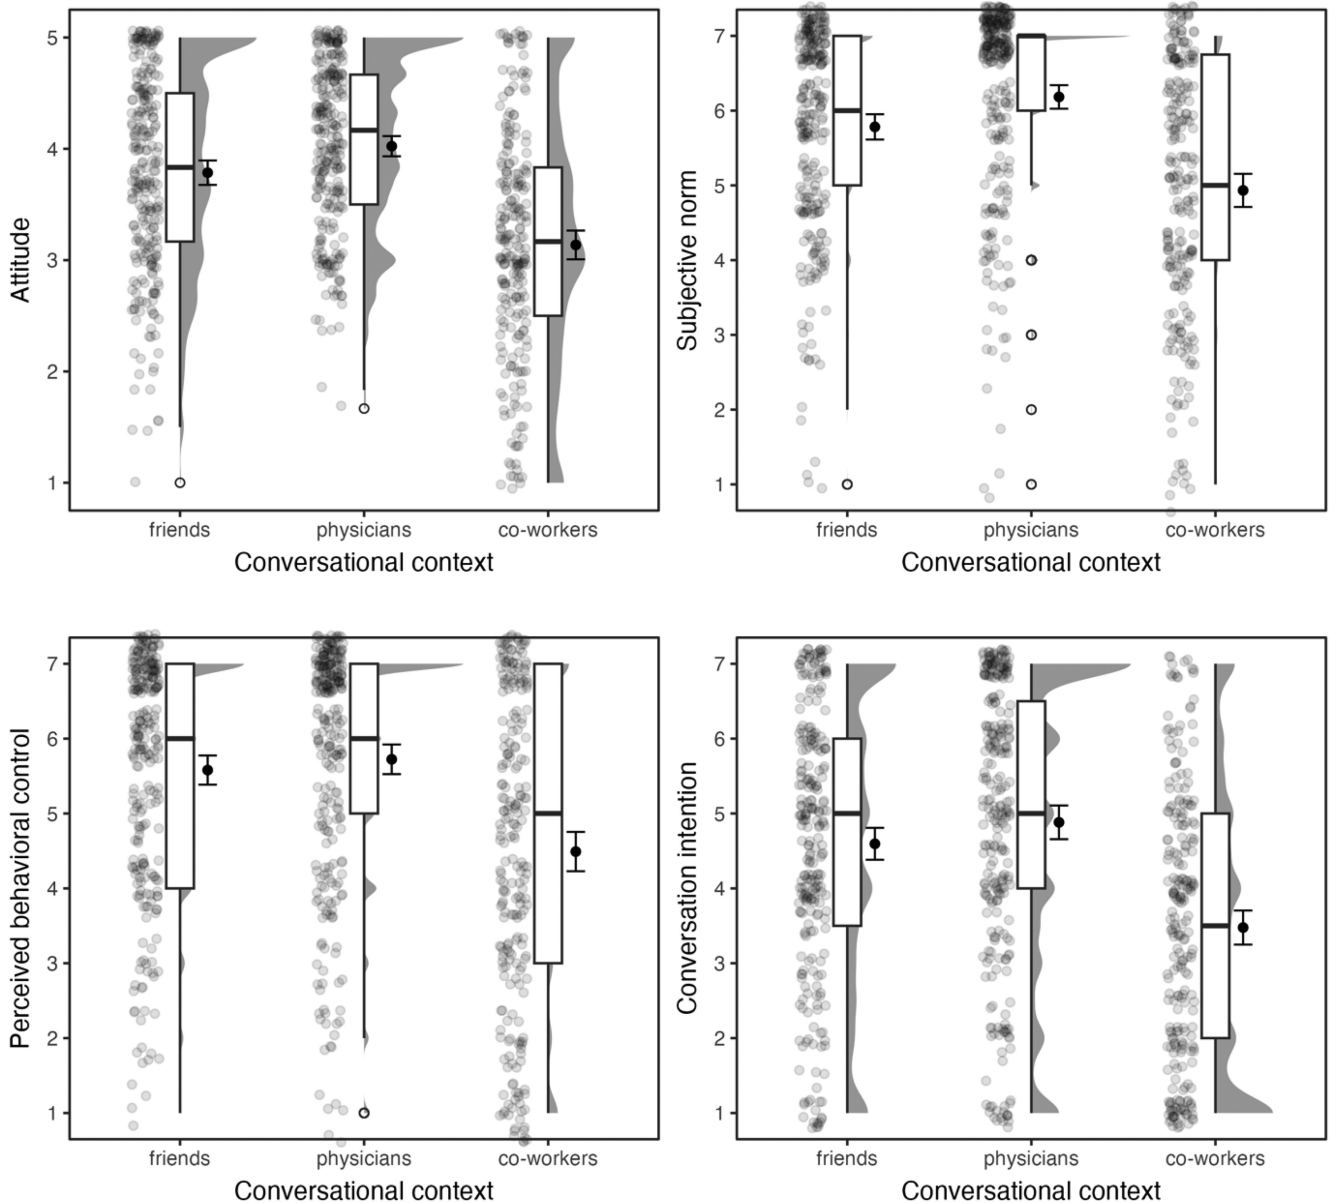 Attitude
5
4
3
2
1
friends physicians co-workers
Conversational context
Subjective norm
7
6
5
4
3
2
1
friends physicians co-workers
Conversational context
Perceived behavioral control
7
6
5
4
3
2
1
friends physicians co-workers
Conversational context
Conversation intention
7
6
5
4
3
2
1
friends physicians co-workers
Conversational context